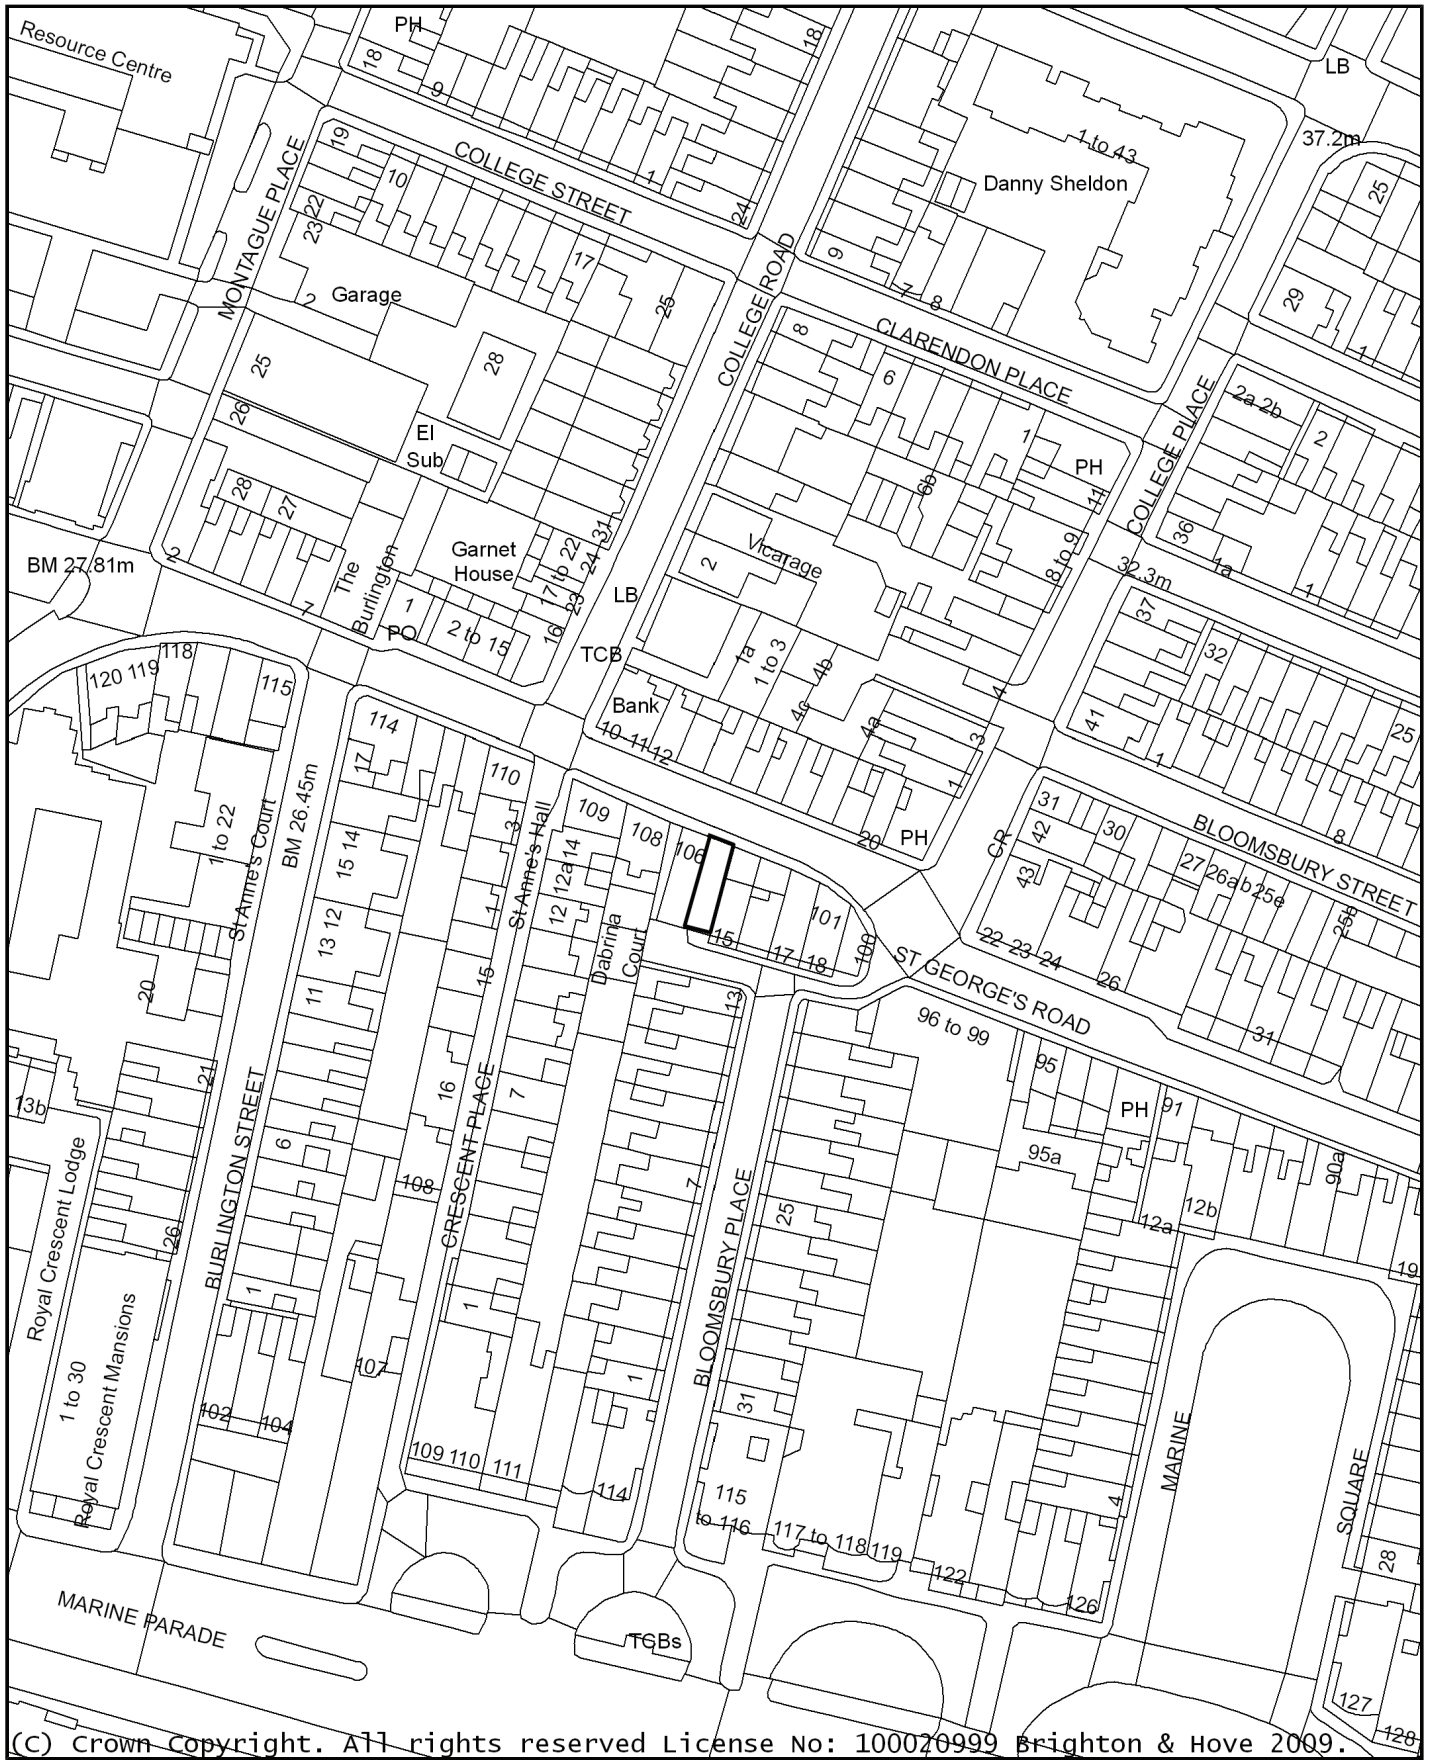 Resource Centre
PH
18
9
18
LB
37.2m
1 to 43
Danny Sheldon
25
29
1
19
10
COLLEGE STREET
1
24
22
23
MONTAGUE PLACE
17
25
2
Garage
COLLEGE ROAD
9
7
8
8
CLARENDON PLACE
6
1
PH
11
COLLEGE PLACE
2a 2b
2
25
28
26
El
Sub
28
27
6b
36
1a
1
BM 27.81m
2
7
The
Burlington
Garnet
House
31
24
17 to 22
23
16
1
PO
2 to 15
LB
TCB
Vicarage
2
8 to 9
32.3m
37
32
41
1
25
8
1a
1 to 3
4b
4c
4a
4
3
1
Bank
10
11
12
20
PH
120
119
118
115
114
17
110
3
109
108
106
14
12a
12
St Anne's Hall
1
Dabrina
Court
15
17
18
101
100
CR
31
42
43
30
27
26a
b
25e
25b
BLOOMSBURY STREET
22
23
24
26
31
ST GEORGE'S ROAD
1 to 22
St Anne's Court
BM 26.45m
15
14
13
12
11
15
20
21
13
96 to 99
95
PH
91
95a
90a
12b
12a
19
13b
Royal Crescent Lodge
26
BURLINGTON STREET
6
16
7
108
CRESCENT PLACE
7
BLOOMSBURY PLACE
25
1
1
1
31
107
102
104
1 to 30
Royal Crescent Mansions
109
110
111
114
115
to 116
117 to 118
119
122
126
4
MARINE
SQUARE
28
127
128
MARINE PARADE
TCBs
(C) Crown Copyright. All rights reserved License No: 100020999 Brighton & Hove 2009.